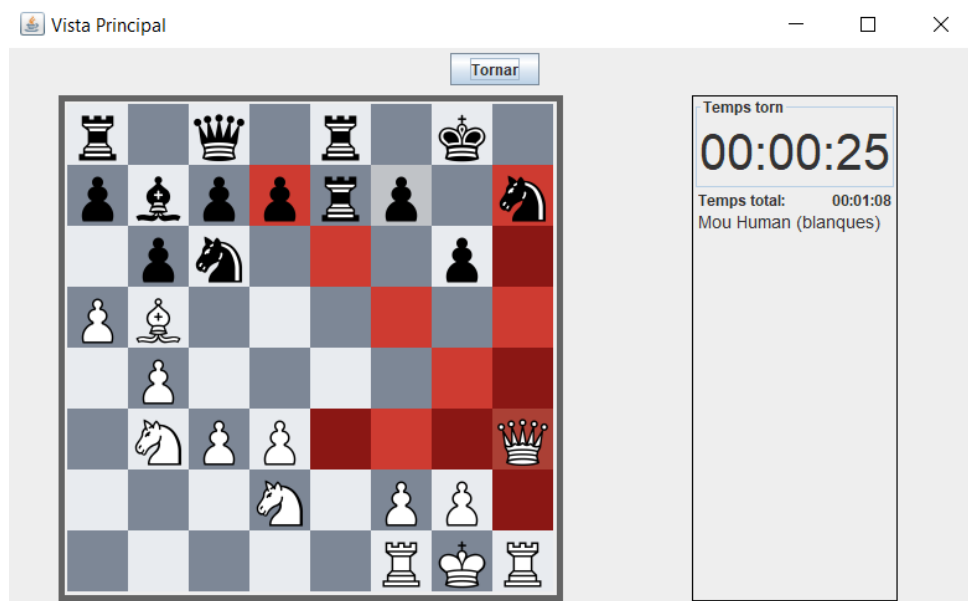 Vista Principal
Tornar
Temps torn
00:00:25
Temps total: 00:01:08
Mou Human (blanques)